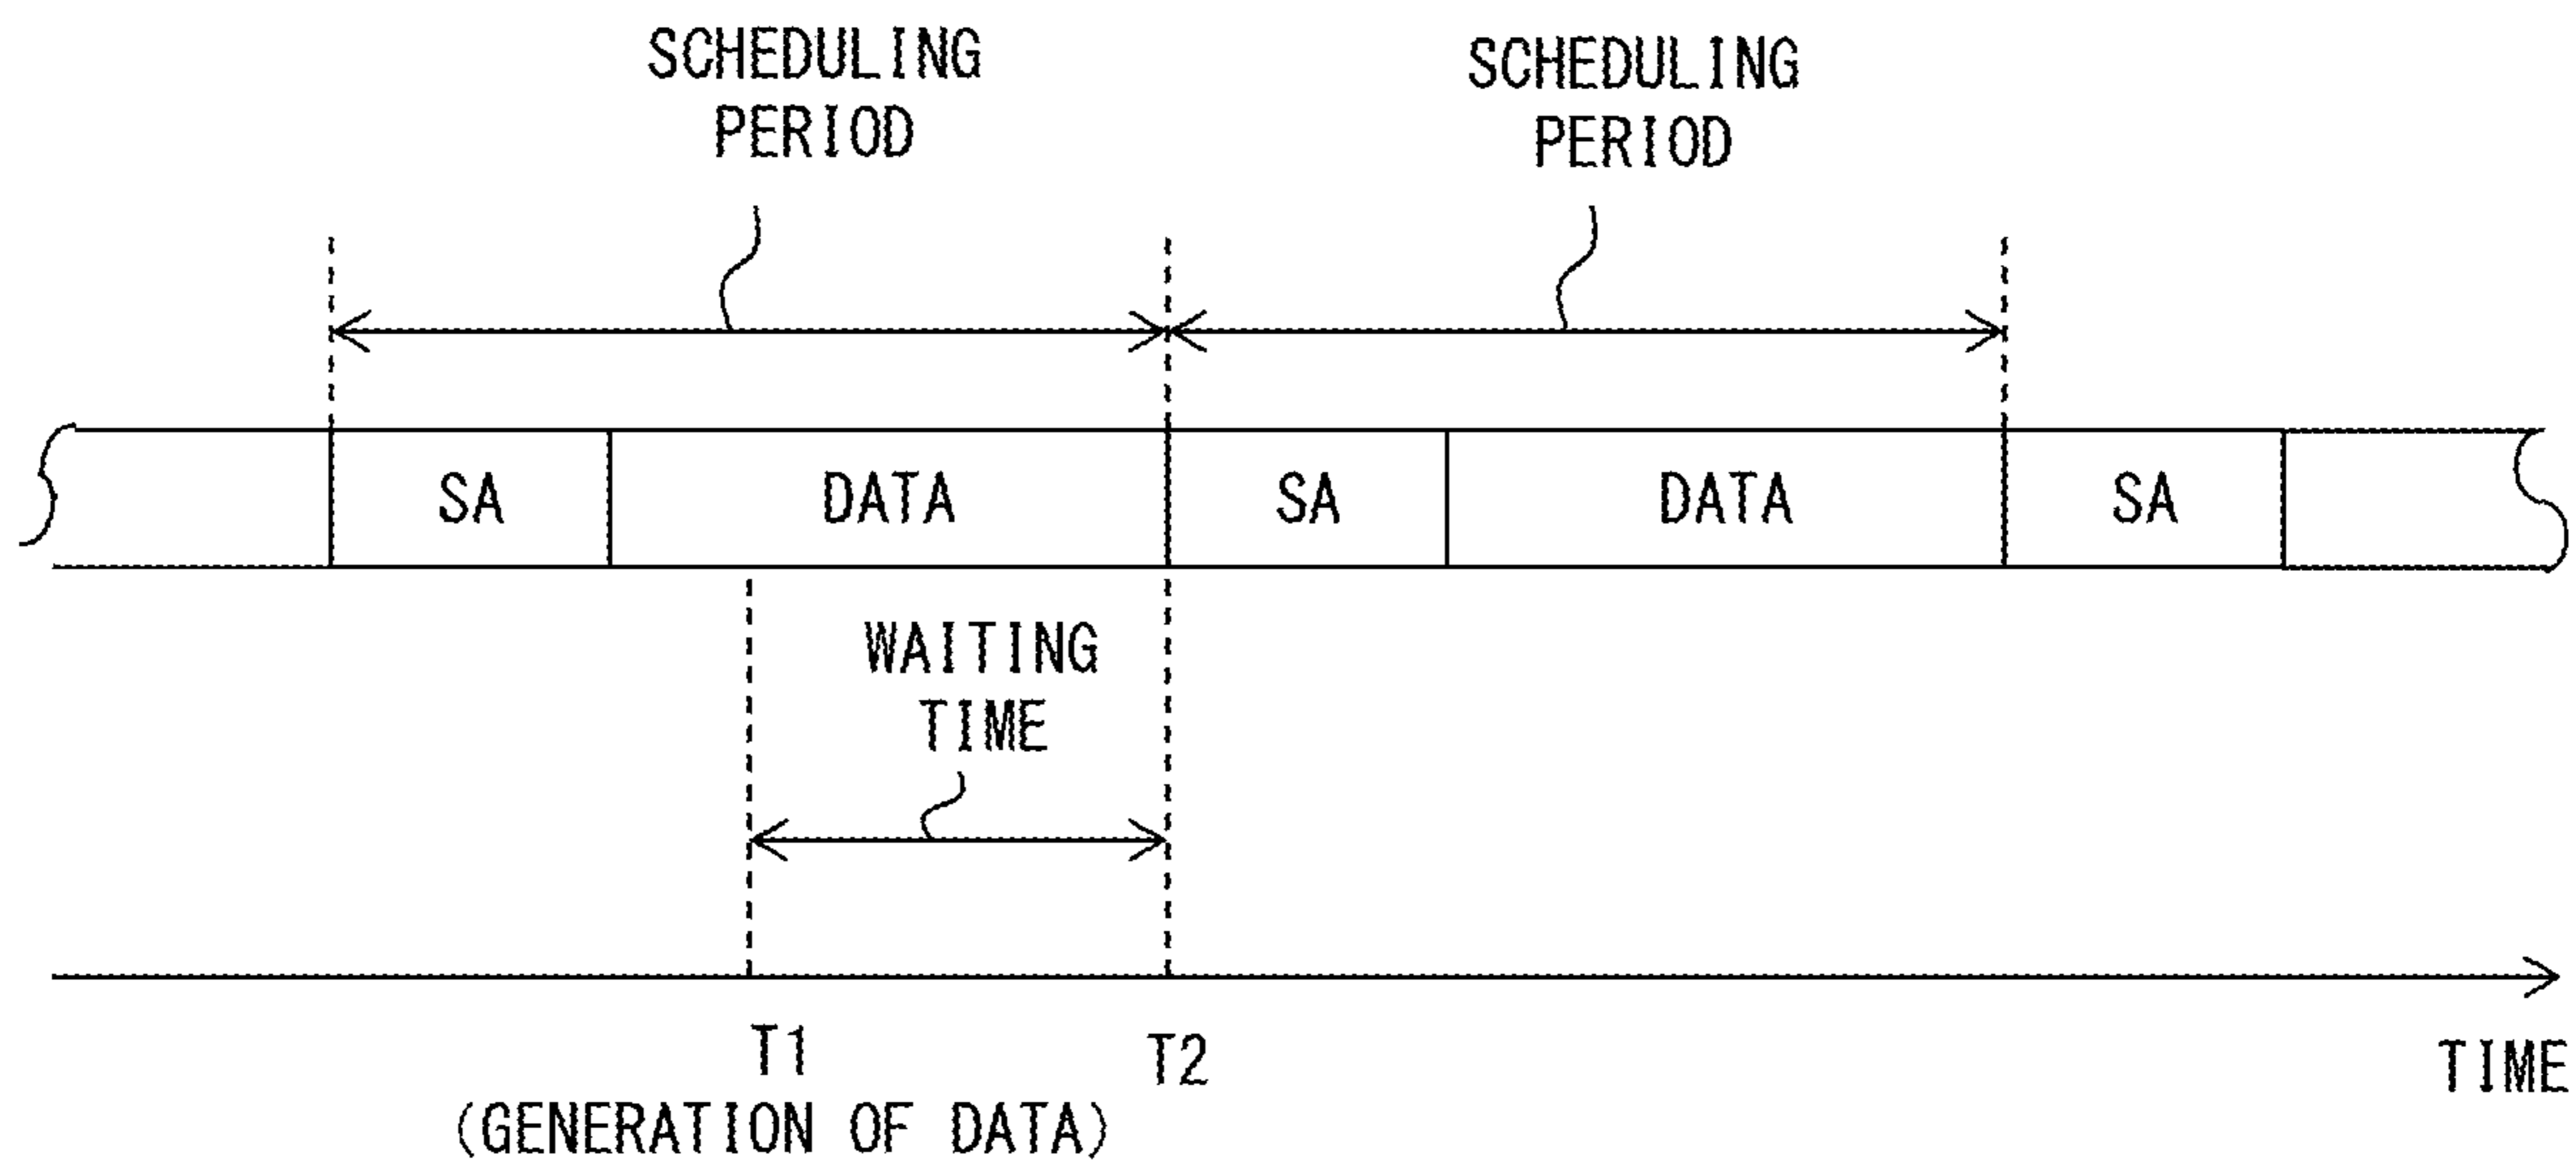 SCHEDULING
PERIOD
SCHEDULING
PERIOD
SA
DATA
SA
DATA
SA
WAITING
TIME
T1
(GENERATION OF DATA)
T2
TIME